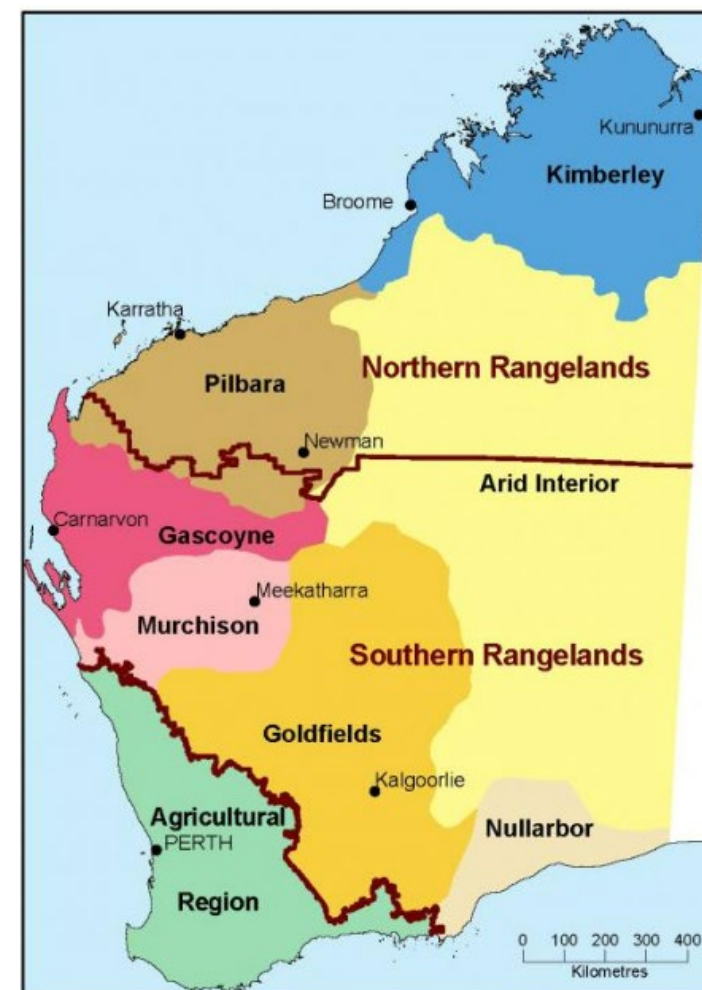 Kununurra
Kimberley
Broome
Karratha
Northern Rangelands
Pilbara
Newman
Arid Interior
Carnarvon
Gascoyne
Meekatharra
Murchison
Southern Rangelands
Goldfields
Kalgoorlie
Agricultural
Nullarbor
PERTH
Region
0 100 200 300 400
Kilometres